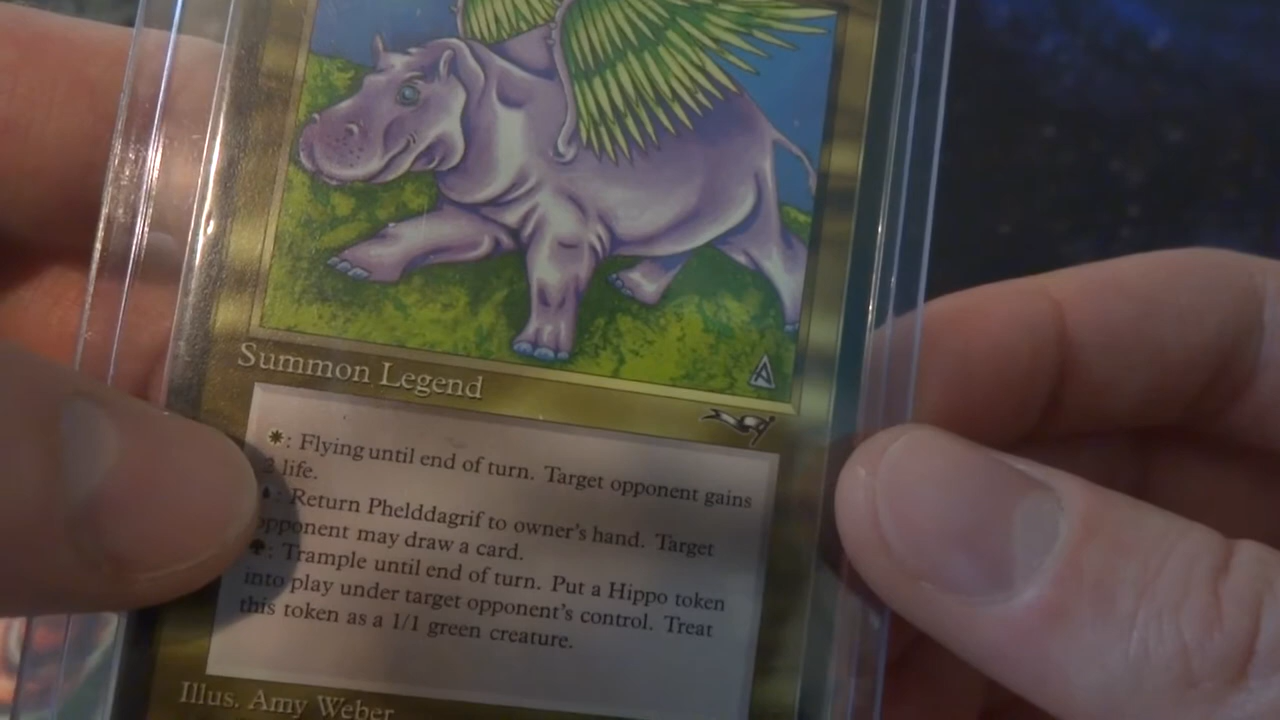 Summon Legend
: Flying until end of turn. Target opponent gains
2 life.
: Return Phelddagrif to owner's hand. Target
opponent may draw a card.
: Trample until end of turn. Put a Hippo token
into play under target opponent's control. Treat
this token as a 1/1 green creature.
Illus. Amy Weber